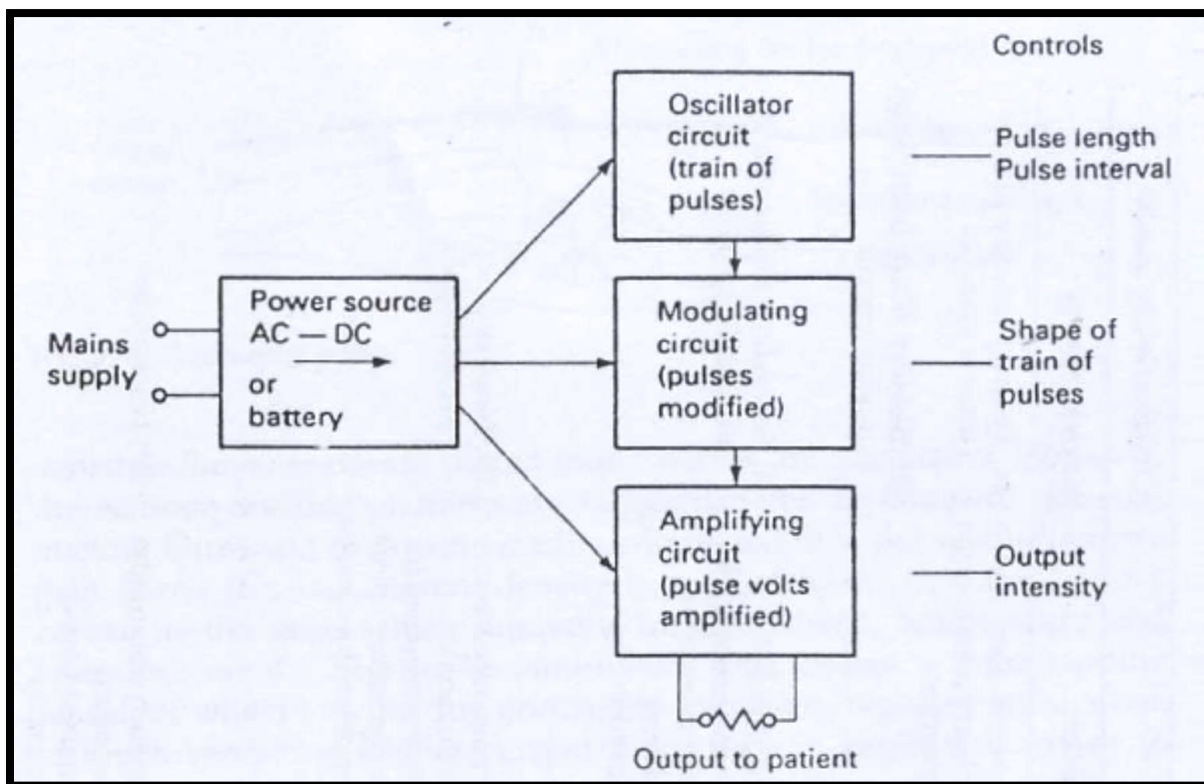 Controls
Oscillator
circuit
(train of
pulses)
Pulse length
Pulse interval
Mains
supply
Power source
AC — DC
or
battery
Modulating
circuit
(pulses
modified)
Shape of
train of
pulses
Amplifying
circuit
(pulse volts
amplified)
Output
intensity
Output to patient